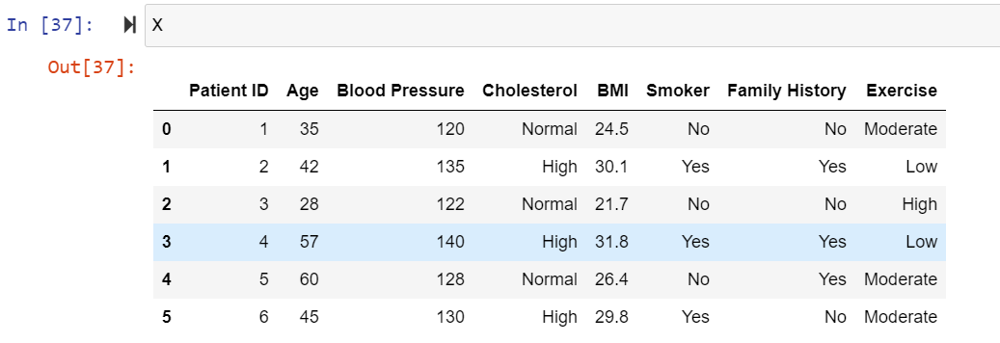 In [37]: X
Out[37]:
Patient ID Age Blood Pressure Cholesterol BMI Smoker Family History Exercise
0 1 35 120 Normal 24.5 No No Moderate
1 2 42 135 High 30.1 Yes Yes Low
2 3 28 122 Normal 21.7 No No High
3 4 57 140 High 31.8 Yes Yes Low
4 5 60 128 Normal 26.4 No Yes Moderate
5 6 45 130 High 29.8 Yes No Moderate